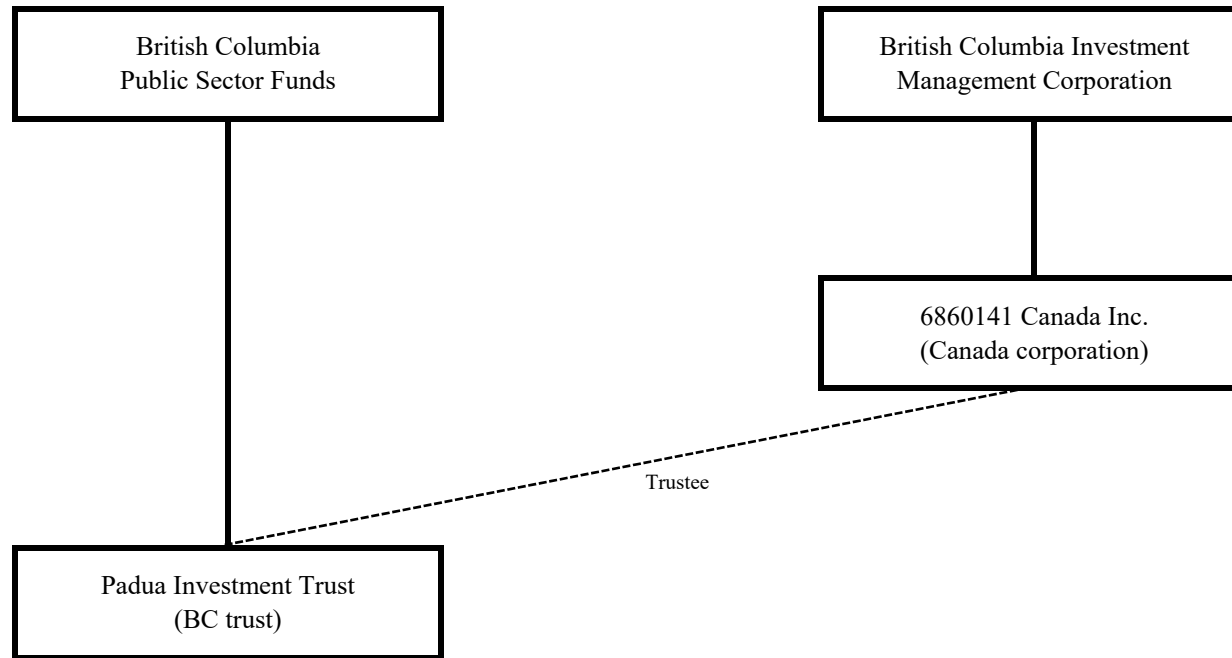 British Columbia
Public Sector Funds
British Columbia Investment
Management Corporation
6860141 Canada Inc.
(Canada corporation)
Trustee
Padua Investment Trust
(BC trust)